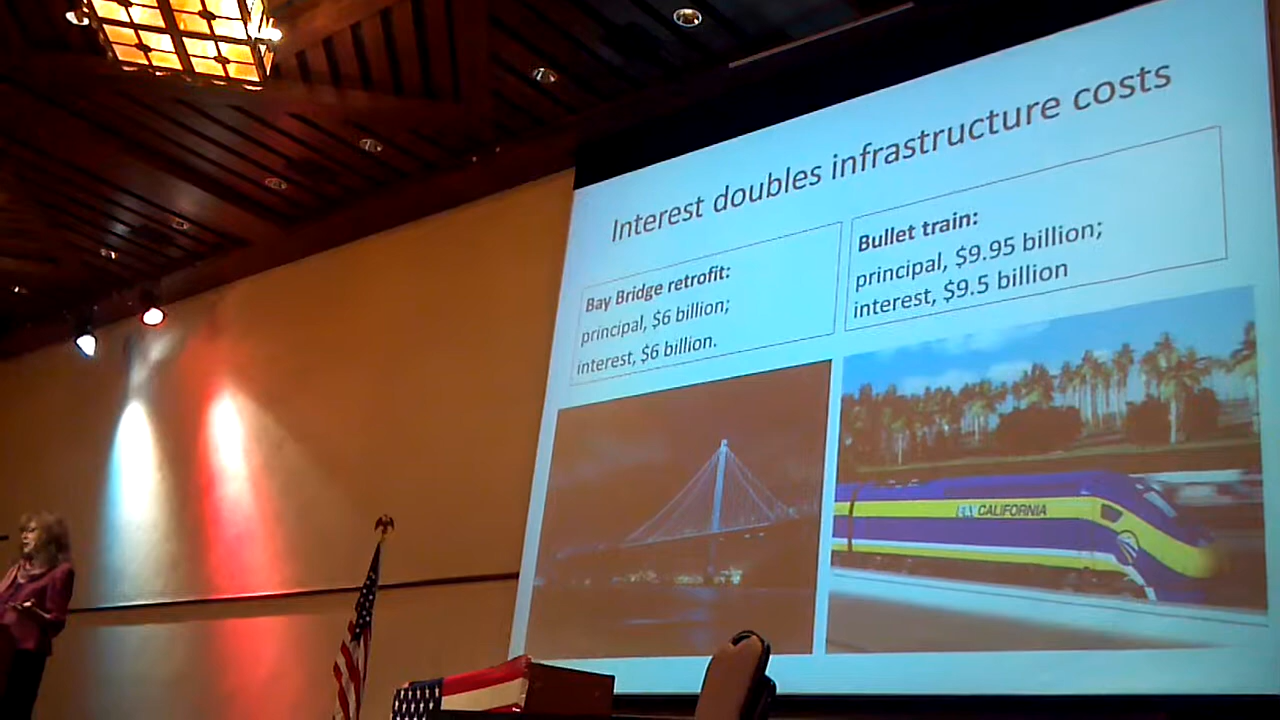 Interest doubles infrastructure costs
Bay Bridge retrofit:
principal, $6 billion;
interest, $6 billion.
Bullet train:
principal, $9.95 billion;
interest, $9.5 billion
CALIFORNIA